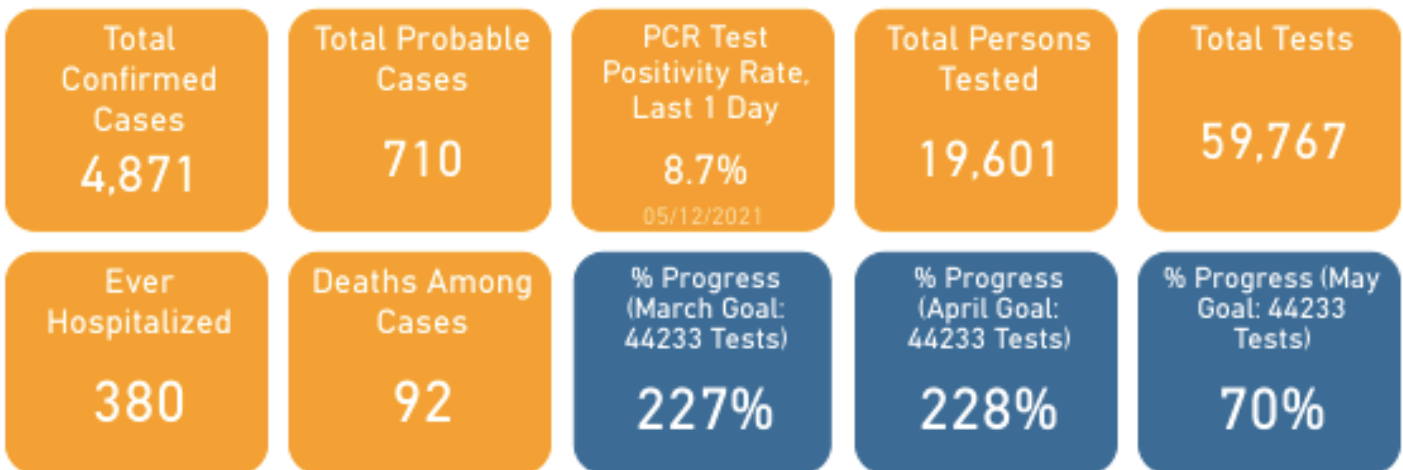 Total
Confirmed
Cases
4,871
Total Probable
Cases
710
PCR Test
Positivity Rate,
Last 1 Day
8.7%
05/12/2021
Total Persons
Tested
19,601
Total Tests
59,767
Ever
Hospitalized
380
Deaths Among
Cases
92
% Progress
(March Goal:
44233 Tests)
227%
% Progress
(April Goal:
44233 Tests)
228%
% Progress (May
Goal: 44233
Tests)
70%